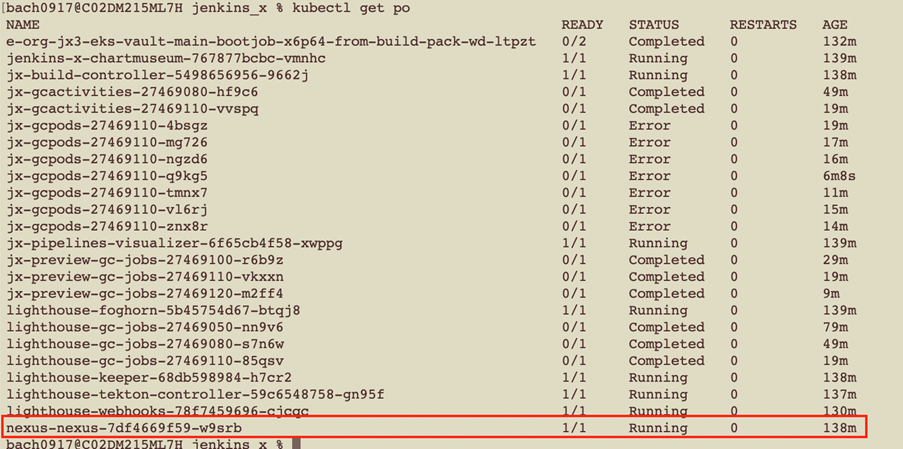 [bach0917@C02DM215ML7H jenkins_x % kubectl get po
NAME READY STATUS RESTARTS AGE
e-org-jx3-eks-vault-main-bootjob-x6p64-from-build-pack-wd-ltpzt 0/2 Completed 0 132m
jenkins-x-chartmuseum-767877bcbc-vmnhc 1/1 Running 0 139m
jx-build-controller-5498656956-9662j 1/1 Running 0 138m
jx-gcactivities-27469080-hf9c6 0/1 Completed 0 49m
jx-gcactivities-27469110-vvspq 0/1 Completed 0 19m
jx-gcpods-27469110-4bsgz 0/1 Error 0 19m
jx-gcpods-27469110-mg726 0/1 Error 0 17m
jx-gcpods-27469110-ngzd6 0/1 Error 0 16m
jx-gcpods-27469110-q9kg5 0/1 Error 0 6m8s
jx-gcpods-27469110-tmnx7 0/1 Error 0 11m
jx-gcpods-27469110-vl6rj 0/1 Error 0 15m
jx-gcpods-27469110-znx8r 0/1 Error 0 14m
jx-pipelines-visualizer-6f65cb4f58-xwppg 1/1 Running 0 139m
jx-preview-gc-jobs-27469100-r6b9z 0/1 Completed 0 29m
jx-preview-gc-jobs-27469110-vkxxn 0/1 Completed 0 19m
jx-preview-gc-jobs-27469120-m2ff4 0/1 Completed 0 9m
lighthouse-foghorn-5b45754d67-btqj8 1/1 Running 0 139m
lighthouse-gc-jobs-27469050-nn9v6 0/1 Completed 0 79m
lighthouse-gc-jobs-27469080-s7n6w 0/1 Completed 0 49m
lighthouse-gc-jobs-27469110-85qsv 0/1 Completed 0 19m
lighthouse-keeper-68db598984-h7cr2 1/1 Running 0 138m
lighthouse-tekton-controller-59c6548758-gn95f 1/1 Running 0 137m
lighthouse-webhooks-78f7459696-cjcgc 1/1 Running 0 130m
nexus-nexus-7df4669f59-w9srb 1/1 Running 0 138m
bach0917@C02DM215ML7H jenkins_x %